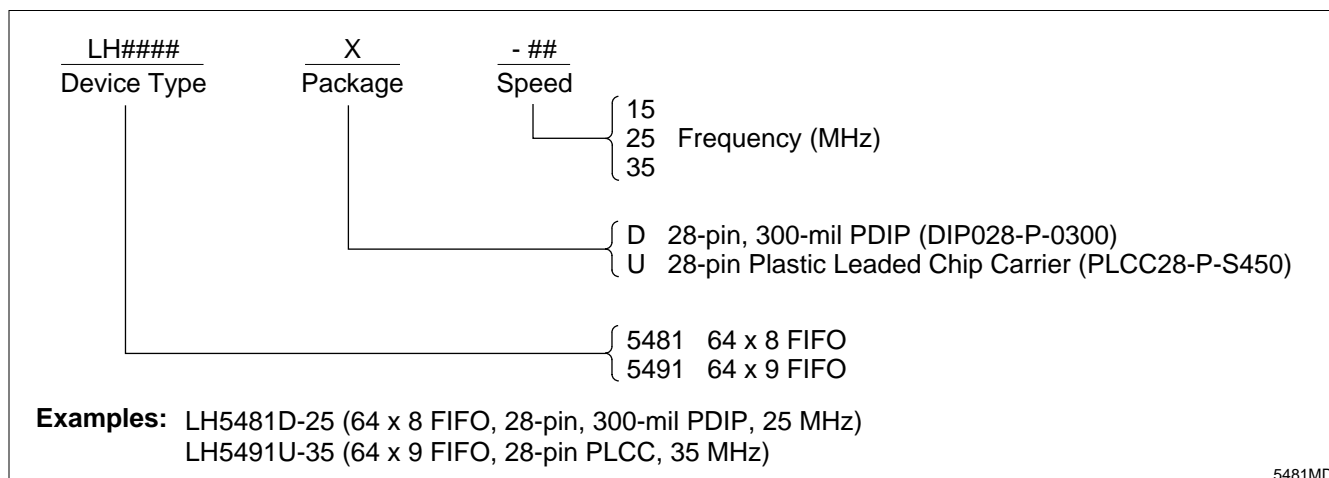 LH#### X - ##
Device Type Package Speed
15
25 Frequency (MHz)
35
D 28-pin, 300-mil PDIP (DIP028-P-0300)
U 28-pin Plastic Leaded Chip Carrier (PLCC28-P-S450)
5481 64 x 8 FIFO
5491 64 x 9 FIFO
Examples: LH5481D-25 (64 x 8 FIFO, 28-pin, 300-mil PDIP, 25 MHz)
LH5491U-35 (64 x 9 FIFO, 28-pin PLCC, 35 MHz)
5481MD